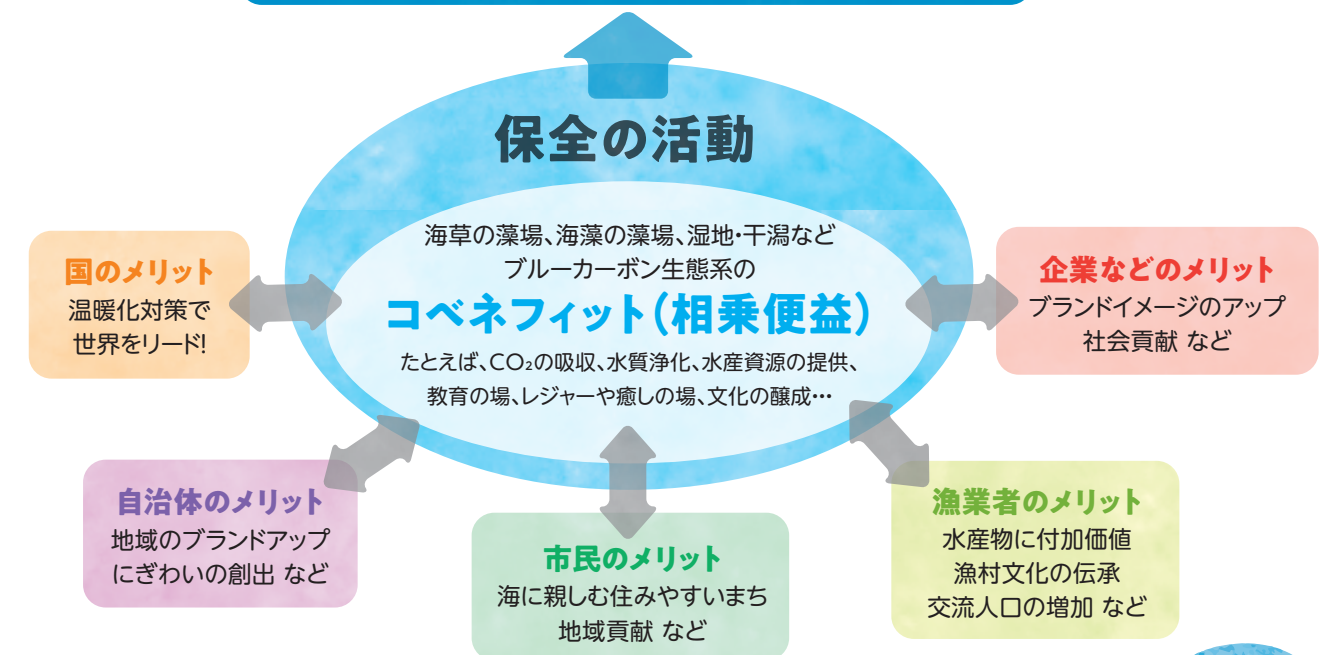 保全の活動
海草の藻場、海藻の藻場、湿地・干潟など
ブルーカーボン生態系の
コベネフィット(相乗便益)
たとえば、CO₂の吸収、水質浄化、水産資源の提供、
教育の場、レジャーや癒しの場、文化の醸成…
国のメリット
温暖化対策で
世界をリード!
企業などのメリット
ブランドイメージのアップ
社会貢献 など
自治体のメリット
地域のブランドアップ
にぎわいの創出 など
市民のメリット
海に親しむ住みやすいまち
地域貢献 など
漁業者のメリット
水産物に付加価値
漁村文化の伝承
交流人口の増加 など